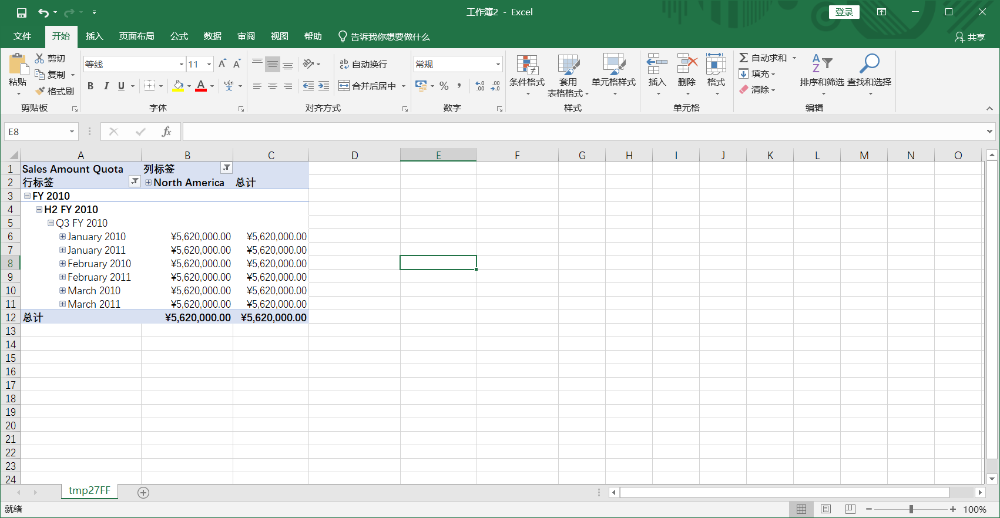 工作簿2 - Excel
登录
文件 开始 插入 页面布局 公式 数据 审阅 视图 帮助 告诉我你想要做什么 共享
粘贴
剪切
复制
格式刷
剪贴板
等线 11
B I U A wén 文
字体
ab 自动换行
合并后居中
对齐方式
常规
% , .0 .00 .00 .0
数字
条件格式 套用 表格格式 单元格样式
样式
插入 删除 格式
单元格
Σ 自动求和
填充
清除
排序和筛选 查找和选择
编辑
E8 fx
A B C D E F G H I J K L M N O
1 Sales Amount Quota 列标签
2 行标签 North America 总计
3 FY 2010
4 H2 FY 2010
5 Q3 FY 2010
6 January 2010 ¥5,620,000.00 ¥5,620,000.00
7 January 2011 ¥5,620,000.00 ¥5,620,000.00
8 February 2010 ¥5,620,000.00 ¥5,620,000.00
9 February 2011 ¥5,620,000.00 ¥5,620,000.00
10 March 2010 ¥5,620,000.00 ¥5,620,000.00
11 March 2011 ¥5,620,000.00 ¥5,620,000.00
12 总计 ¥5,620,000.00 ¥5,620,000.00
13
14
15
16
17
18
19
20
21
22
23
24
tmp27FF
就绪 100%